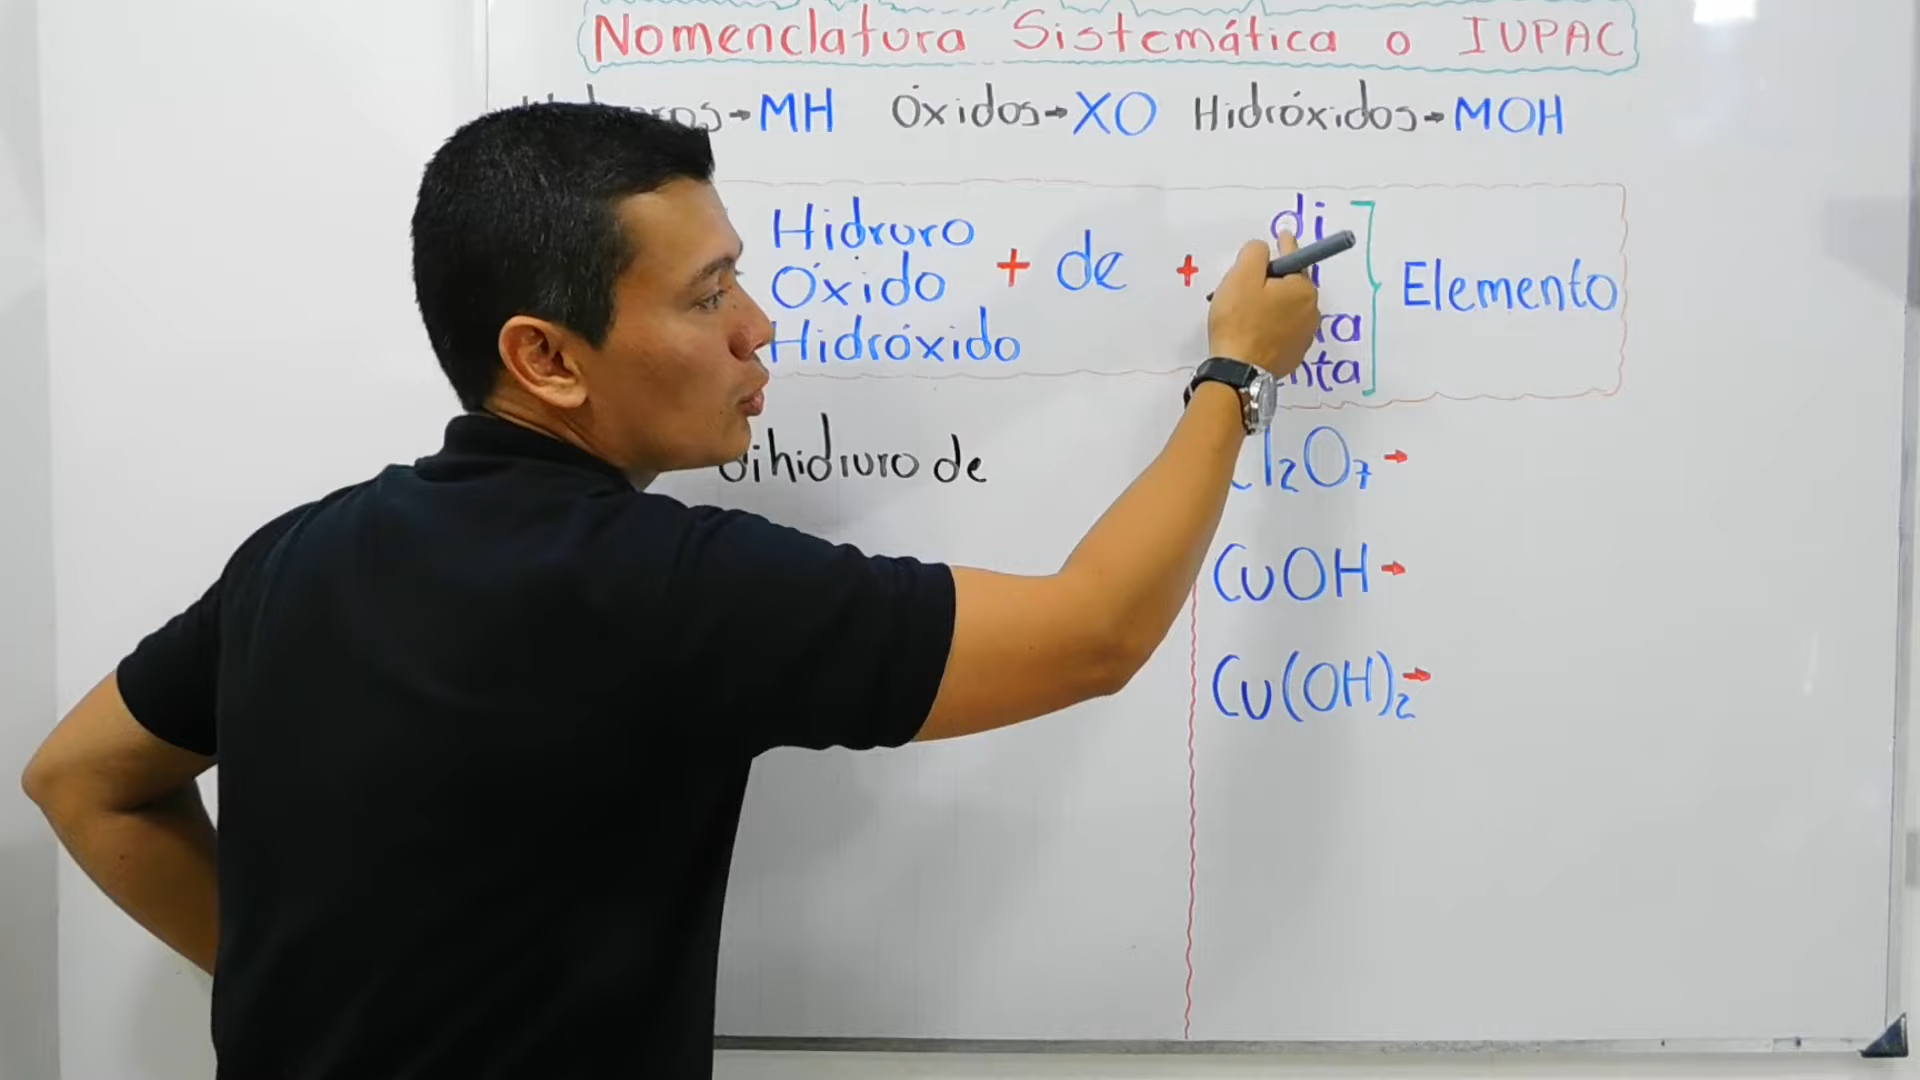 Nomenclatura Sistemática o IUPAC
→ MH Óxidos → XO Hidróxidos → MOH
Hidruro
Óxido
Hidróxido
+ de +
di
Elemento
dihidruro de
Cl₂O₇ →
CuOH →
Cu(OH)₂ →